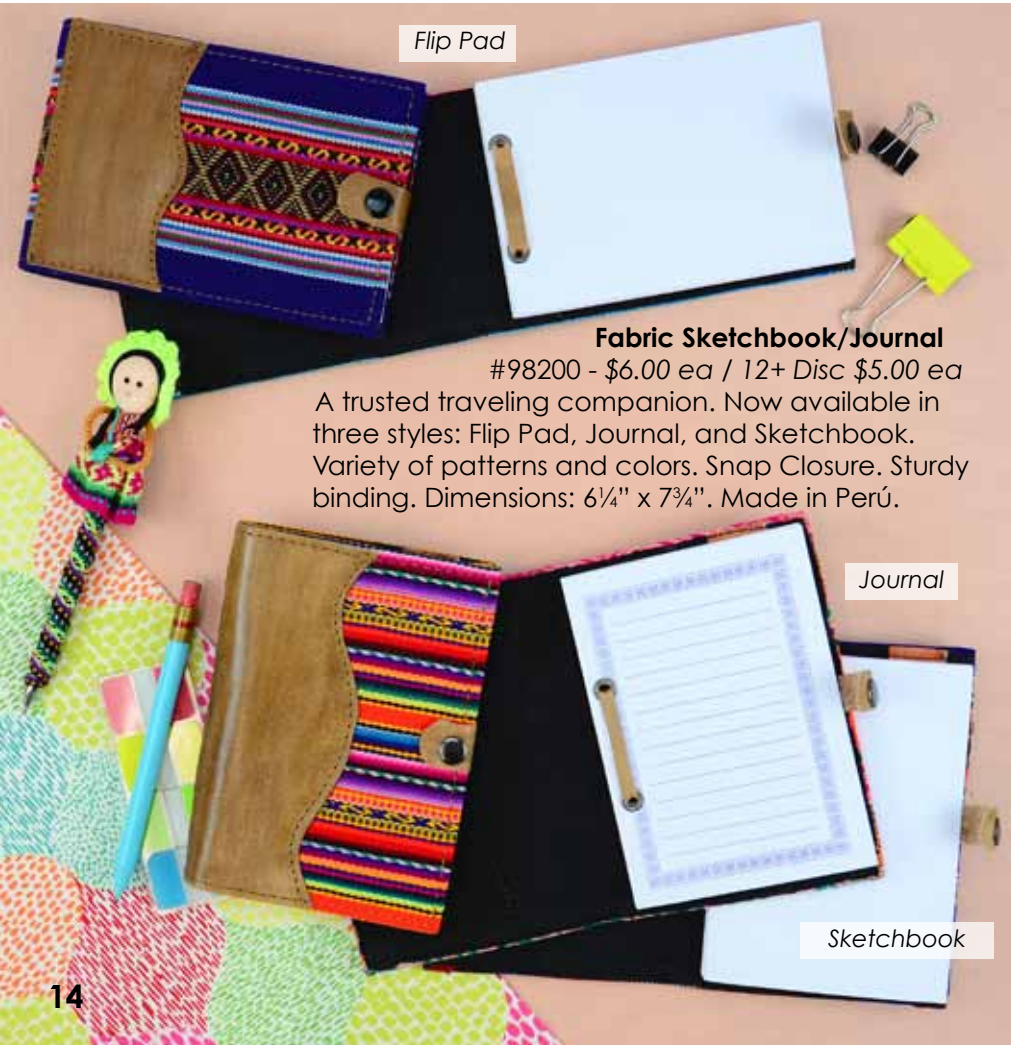 Flip Pad
Fabric Sketchbook/Journal
#98200 - $6.00 ea / 12+ Disc $5.00 ea
A trusted traveling companion. Now available in
three styles: Flip Pad, Journal, and Sketchbook.
Variety of patterns and colors. Snap Closure. Sturdy
binding. Dimensions: 6¼” x 7¾”. Made in Perú.
Journal
Sketchbook
14